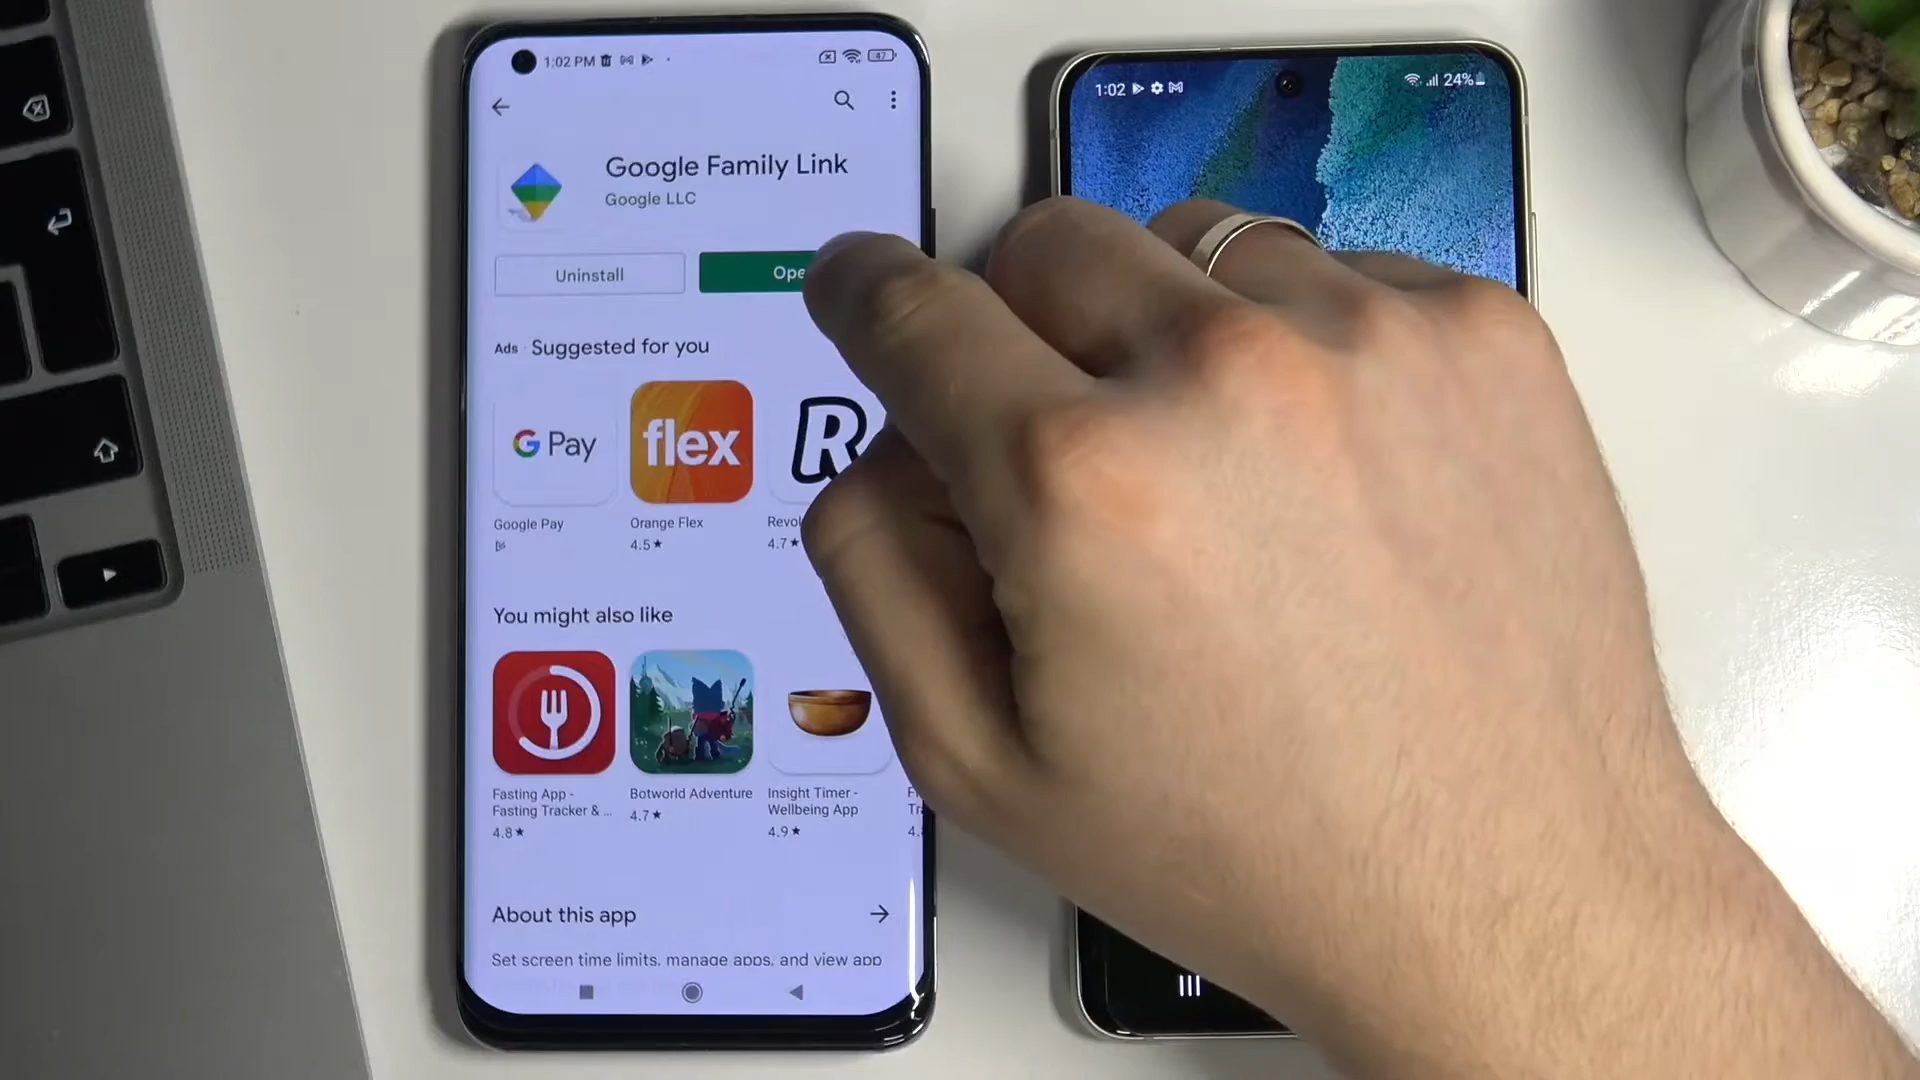 1:02 PM
47
Google Family Link
Google LLC
Uninstall
Ads · Suggested for you
G Pay
flex
R
Google Pay
Orange Flex
4.5★
4.7★
You might also like
Fasting App -
Fasting Tracker & ...
4.8★
Botworld Adventure
4.7★
Insight Timer -
Wellbeing App
4.9★
About this app
Set screen time limits, manage apps, and view app
1:02
24%